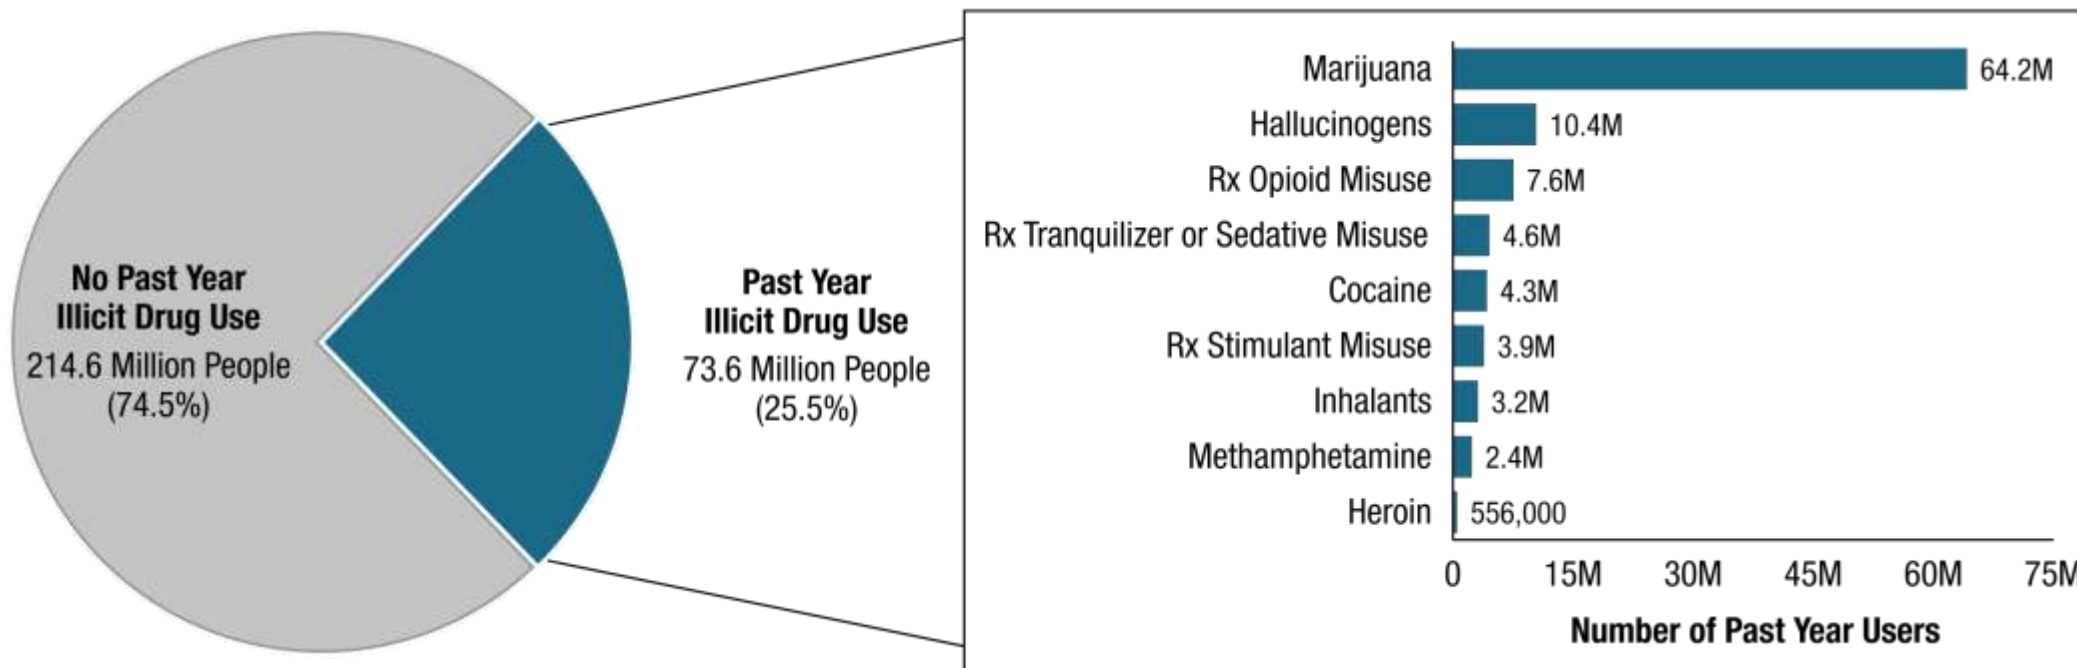 No Past Year
Illicit Drug Use
214.6 Million People
(74.5%)
Past Year
Illicit Drug Use
73.6 Million People
(25.5%)
Marijuana 64.2M
Hallucinogens 10.4M
Rx Opioid Misuse 7.6M
Rx Tranquilizer or Sedative Misuse 4.6M
Cocaine 4.3M
Rx Stimulant Misuse 3.9M
Inhalants 3.2M
Methamphetamine 2.4M
Heroin 556,000
0 15M 30M 45M 60M 75M
Number of Past Year Users